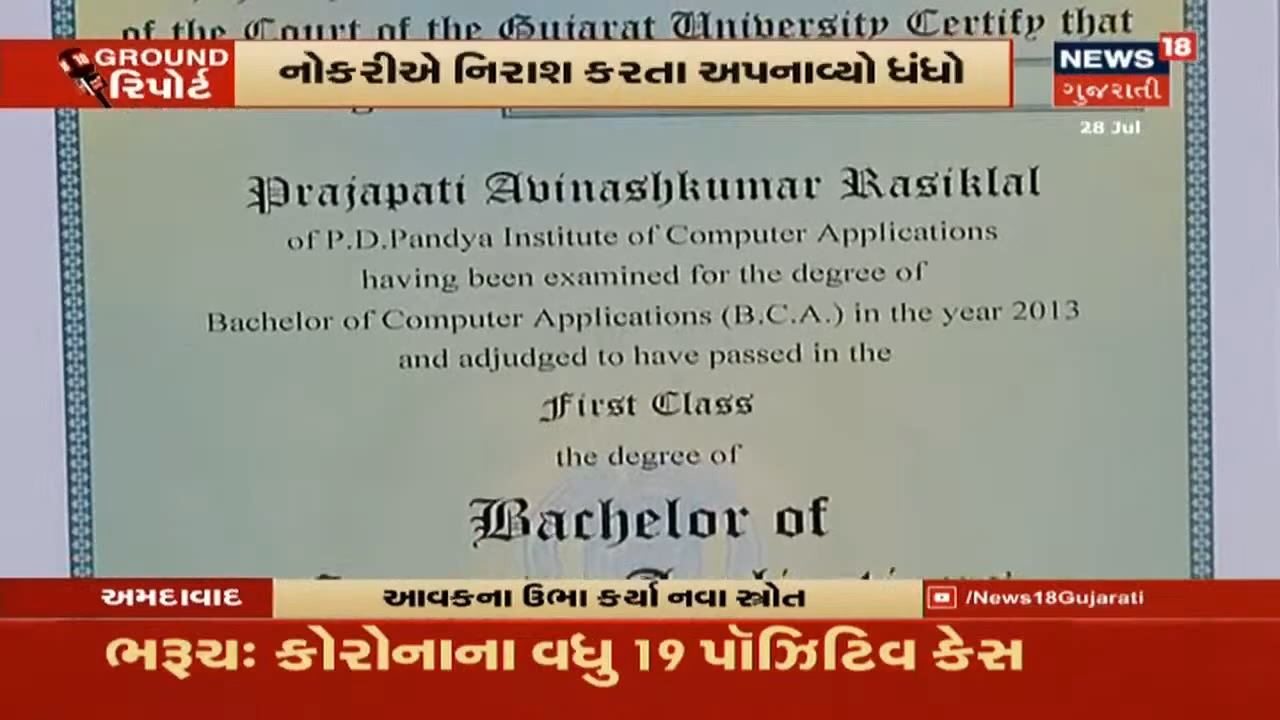 of the Court of the Gujarat University Certify that
GROUND
રિપોર્ટ
નોકરીએ નિરાશ કરતા અપનાવ્યો ધંધો
NEWS 18
ગુજરાતી
28 Jul
Prajapati Avinashkumar Rasiklal
of P.D.Pandya Institute of Computer Applications
having been examined for the degree of
Bachelor of Computer Applications (B.C.A.) in the year 2013
and adjudged to have passed in the
First Class
the degree of
Bachelor of
અમદાવાદ
આવકના ઉભા કર્યા નવા સ્ત્રોત
/News18Gujarati
ભરૂચઃ કોરોનાના વધુ 19 પૉઝિટિવ કેસ